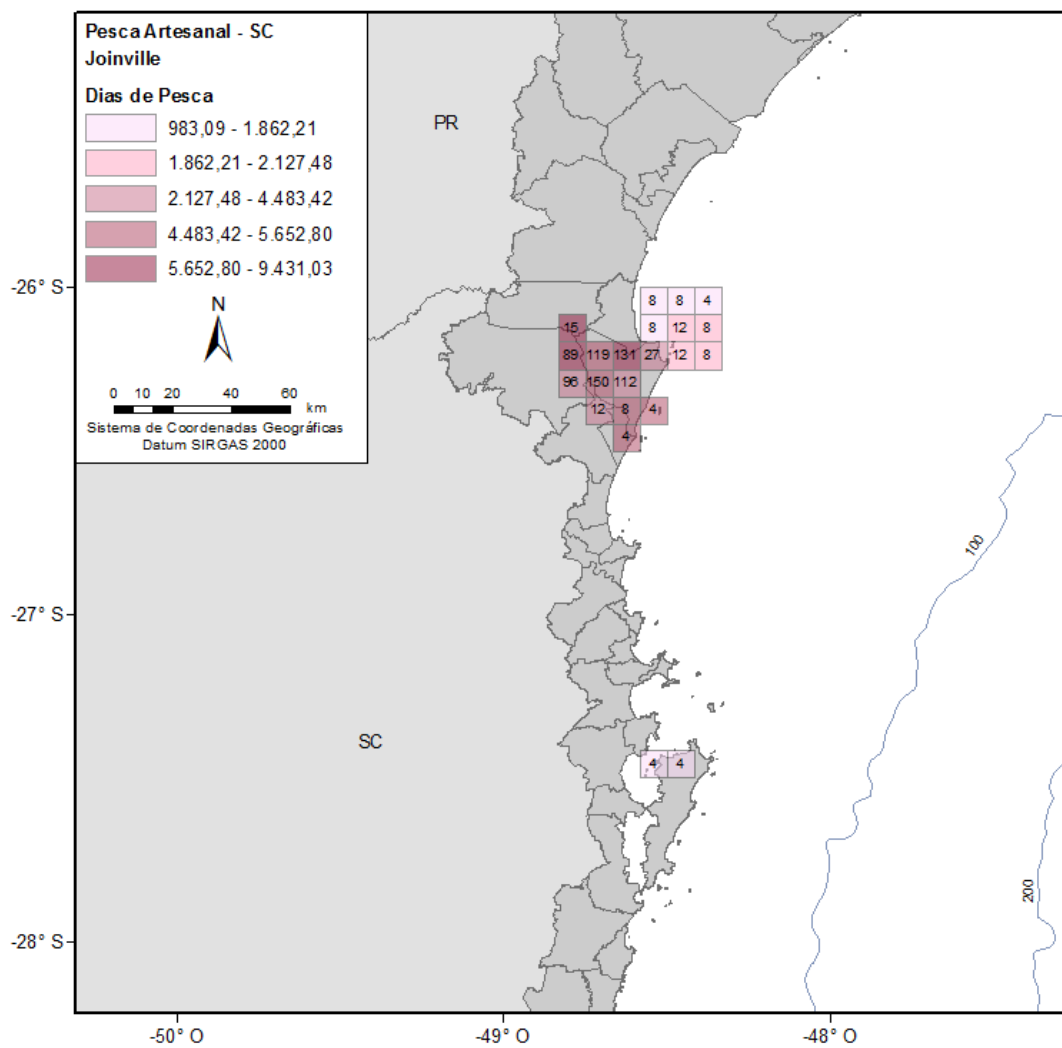 Pesca Artesanal - SC
Joinville
Dias de Pesca
983,09 - 1.862,21
1.862,21 - 2.127,48
2.127,48 - 4.483,42
4.483,42 - 5.652,80
5.652,80 - 9.431,03
N
0 10 20 40 60
km
Sistema de Coordenadas Geográficas
Datum SIRGAS 2000
PR
-26° S
8 8 4
15 8 12 8
89 119 131 27 12 8
96 150 112
12 8 4
4
100
-27° S
SC
4 4
200
-28° S
-50° O -49° O -48° O